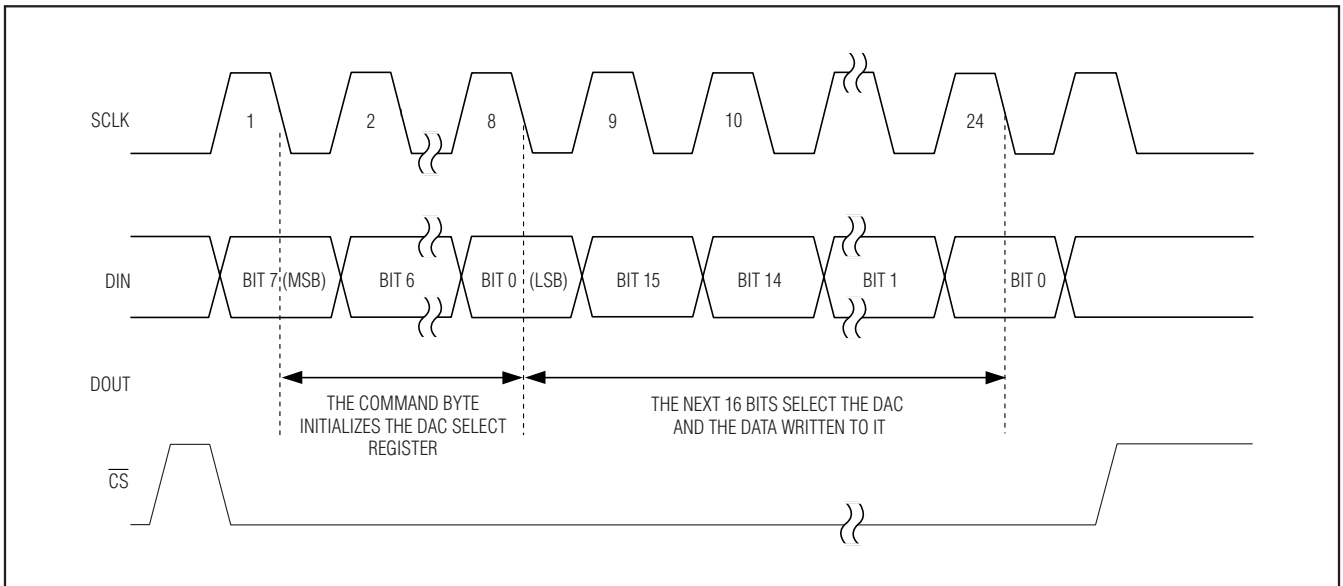 SCLK
1
2
8
9
10
24
DIN
BIT 7 (MSB)
BIT 6
BIT 0 (LSB)
BIT 15
BIT 14
BIT 1
BIT 0
DOUT
THE COMMAND BYTE
INITIALIZES THE DAC SELECT
REGISTER
THE NEXT 16 BITS SELECT THE DAC
AND THE DATA WRITTEN TO IT
CS